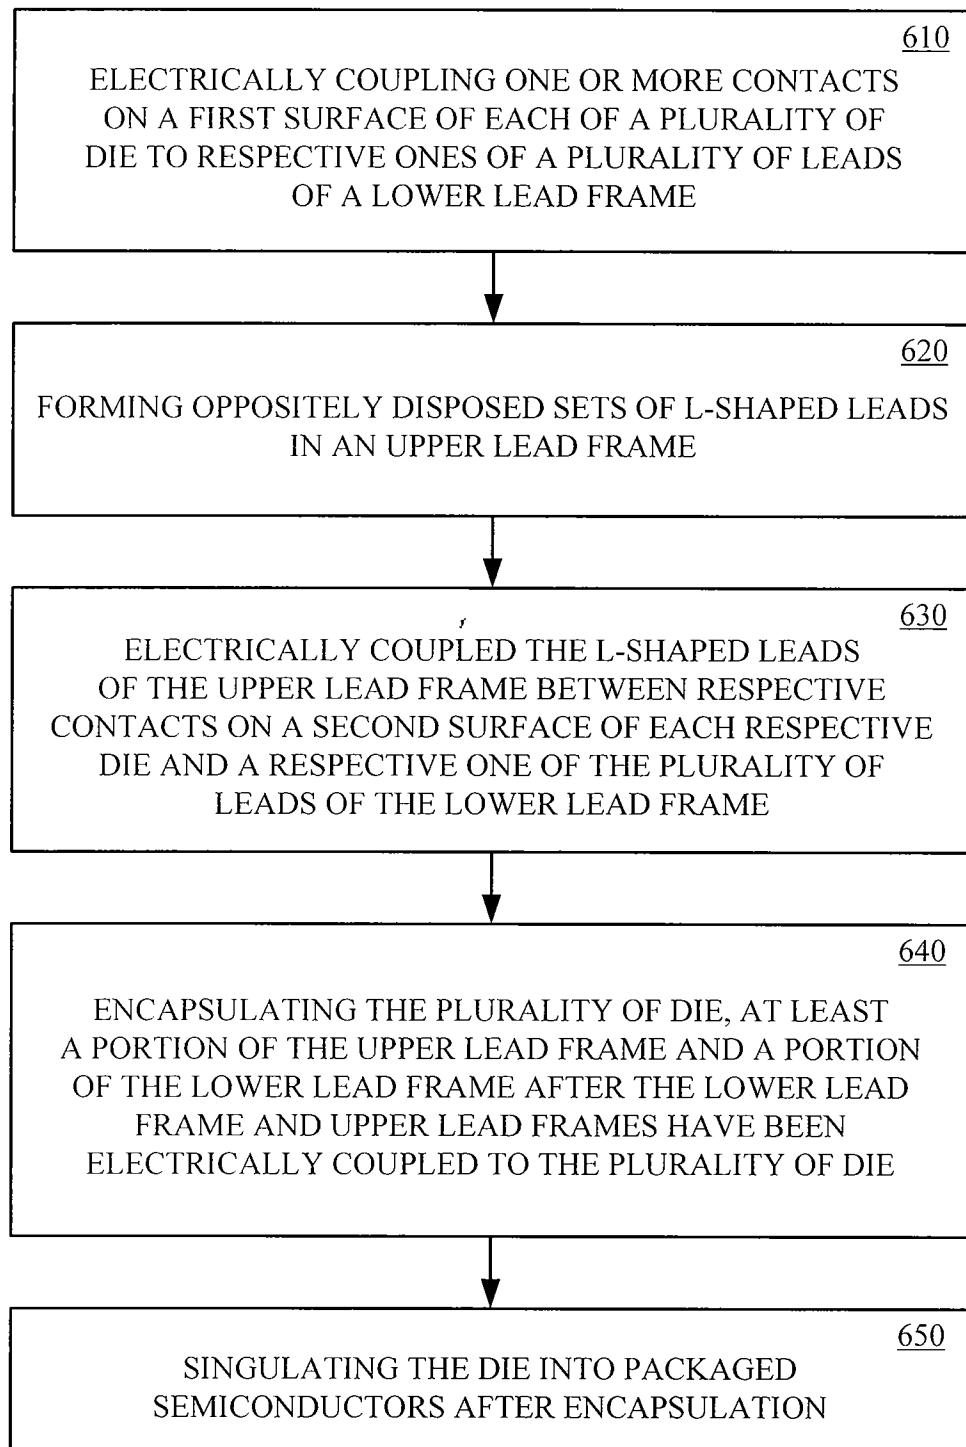 610
ELECTRICALLY COUPLING ONE OR MORE CONTACTS
ON A FIRST SURFACE OF EACH OF A PLURALITY OF
DIE TO RESPECTIVE ONES OF A PLURALITY OF LEADS
OF A LOWER LEAD FRAME
620
FORMING OPPOSITELY DISPOSED SETS OF L-SHAPED LEADS
IN AN UPPER LEAD FRAME
630
ELECTRICALLY COUPLED THE L-SHAPED LEADS
OF THE UPPER LEAD FRAME BETWEEN RESPECTIVE
CONTACTS ON A SECOND SURFACE OF EACH RESPECTIVE
DIE AND A RESPECTIVE ONE OF THE PLURALITY OF
LEADS OF THE LOWER LEAD FRAME
640
ENCAPSULATING THE PLURALITY OF DIE, AT LEAST
A PORTION OF THE UPPER LEAD FRAME AND A PORTION
OF THE LOWER LEAD FRAME AFTER THE LOWER LEAD
FRAME AND UPPER LEAD FRAMES HAVE BEEN
ELECTRICALLY COUPLED TO THE PLURALITY OF DIE
650
SINGULATING THE DIE INTO PACKAGED
SEMICONDUCTORS AFTER ENCAPSULATION